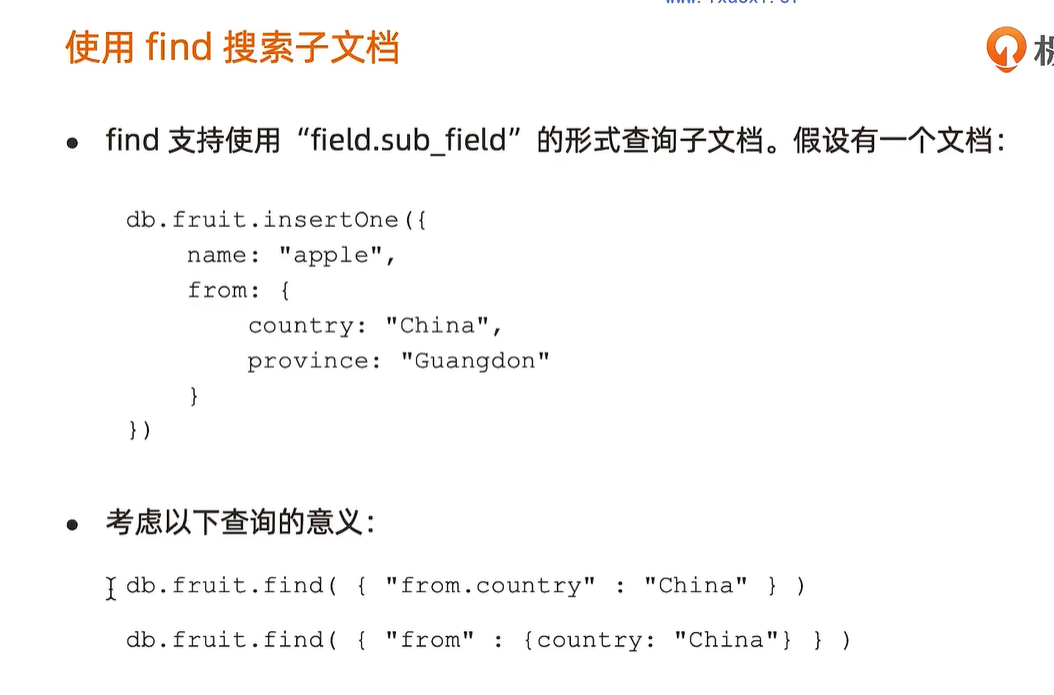 使用 find 搜索子文档
• find 支持使用“field.sub_field”的形式查询子文档。假设有一个文档：
db.fruit.insertOne({
name: "apple",
from: {
country: "China",
province: "Guangdon"
}
})
• 考虑以下查询的意义：
db.fruit.find( { "from.country" : "China" } )
db.fruit.find( { "from" : {country: "China"} } )